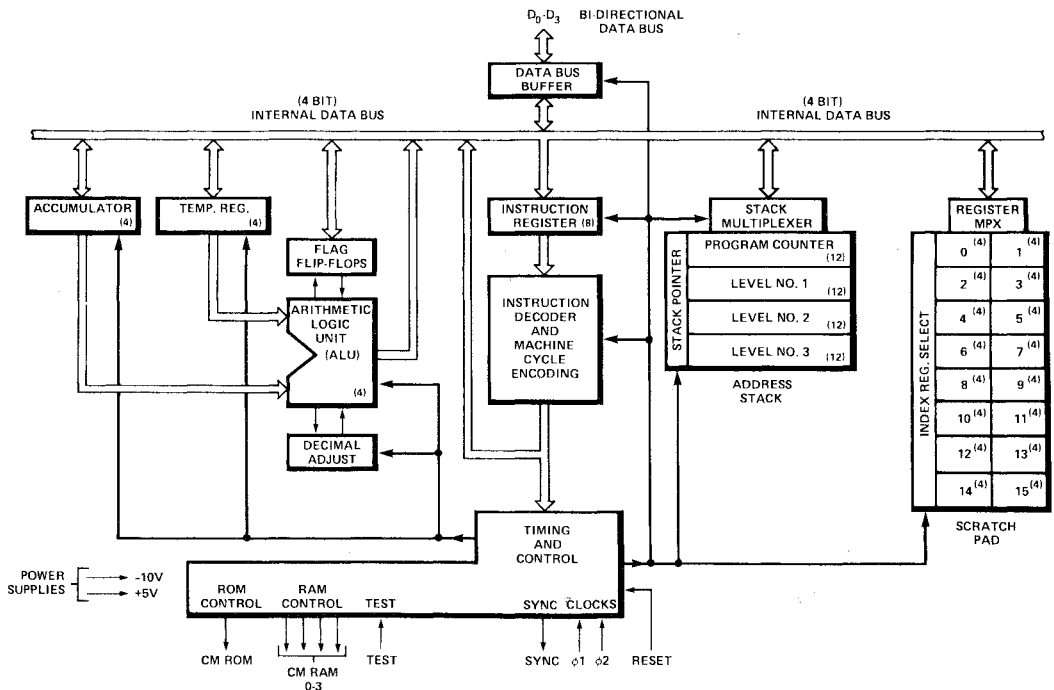 D0-D3 BI-DIRECTIONAL
DATA BUS
DATA BUS
BUFFER
(4 BIT)
INTERNAL DATA BUS
(4 BIT)
INTERNAL DATA BUS
ACCUMULATOR
(4)
TEMP. REG.
(4)
FLAG
FLIP-FLOPS
ARITHMETIC
LOGIC
UNIT
(ALU)
(4)
DECIMAL
ADJUST
INSTRUCTION
REGISTER (8)
INSTRUCTION
DECODER
AND
MACHINE
CYCLE
ENCODING
STACK
MULTIPLEXER
STACK POINTER
PROGRAM COUNTER
(12)
LEVEL NO. 1
(12)
LEVEL NO. 2
(12)
LEVEL NO. 3
(12)
ADDRESS
STACK
REGISTER
MPX
INDEX REG. SELECT
0 (4) 1 (4)
2 (4) 3 (4)
4 (4) 5 (4)
6 (4) 7 (4)
8 (4) 9 (4)
10 (4) 11 (4)
12 (4) 13 (4)
14 (4) 15 (4)
SCRATCH
PAD
TIMING
AND
CONTROL
POWER
SUPPLIES
-10V
+5V
ROM
CONTROL
RAM
CONTROL
TEST
SYNC
CLOCKS
CM ROM
CM RAM
0-3
TEST
SYNC
φ1
φ2
RESET